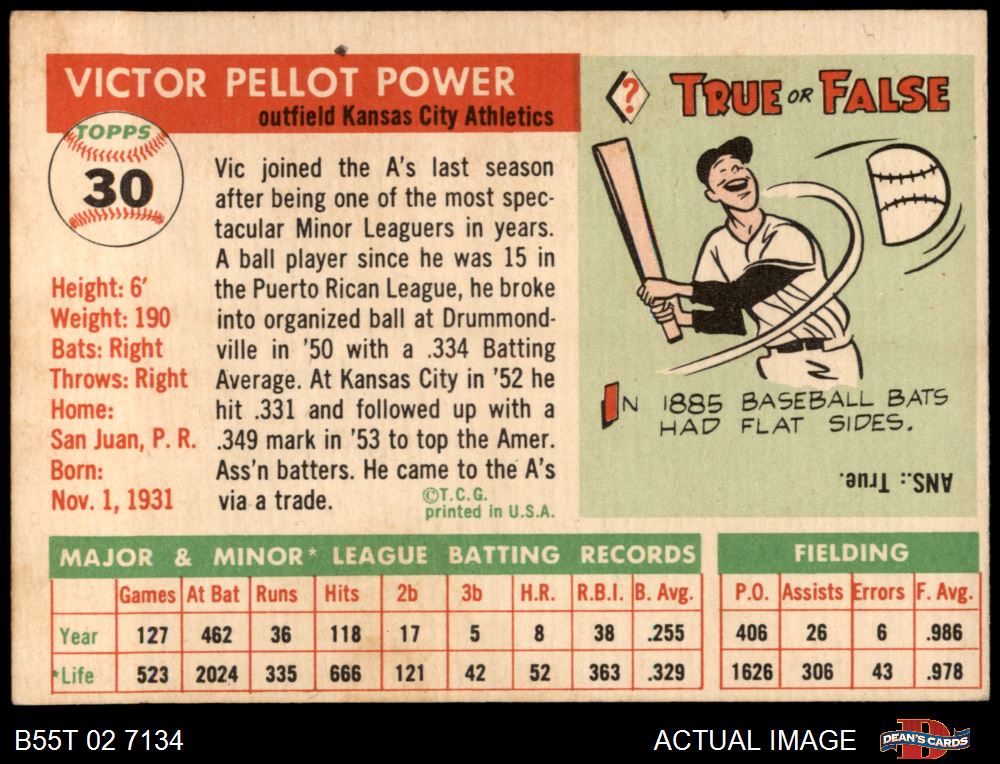 VICTOR PELLOT POWER
outfield Kansas City Athletics
TOPPS
30
Height: 6'
Weight: 190
Bats: Right
Throws: Right
Home:
San Juan, P. R.
Born:
Nov. 1, 1931
Vic joined the A's last season
after being one of the most spec-
tacular Minor Leaguers in years.
A ball player since he was 15 in
the Puerto Rican League, he broke
into organized ball at Drummond-
ville in '50 with a .334 Batting
Average. At Kansas City in '52 he
hit .331 and followed up with a
.349 mark in '53 to top the Amer.
Ass'n batters. He came to the A's
via a trade.
©T.C.G.
printed in U.S.A.
?
TRUE OR FALSE
IN 1885 BASEBALL BATS
HAD FLAT SIDES.
ANS.: True.
MAJOR & MINOR* LEAGUE BATTING RECORDS
Games At Bat Runs Hits 2b 3b H.R. R.B.I. B. Avg.
Year 127 462 36 118 17 5 8 38 .255
*Life 523 2024 335 666 121 42 52 363 .329
FIELDING
P.O. Assists Errors F. Avg.
406 26 6 .986
1626 306 43 .978
B55T 02 7134
ACTUAL IMAGE
D
DEAN'S CARDS